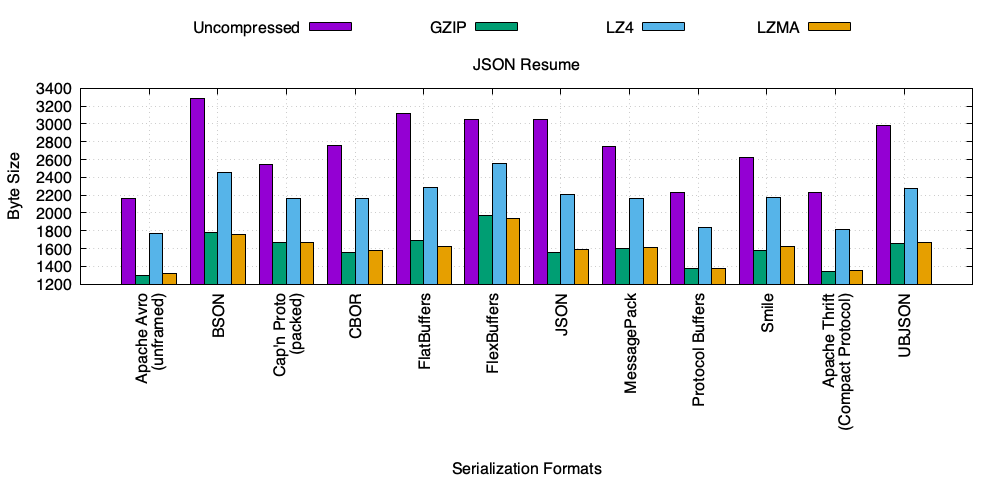 Uncompressed GZIP LZ4 LZMA
JSON Resume
3400
3200
3000
2800
2600
2400
2200
2000
1800
1600
1400
1200
Byte Size
Apache Avro
(unframed)
BSON
Cap'n Proto
(packed)
CBOR
FlatBuffers
FlexBuffers
JSON
MessagePack
Protocol Buffers
Smile
Apache Thrift
(Compact Protocol)
UBJSON
Serialization Formats